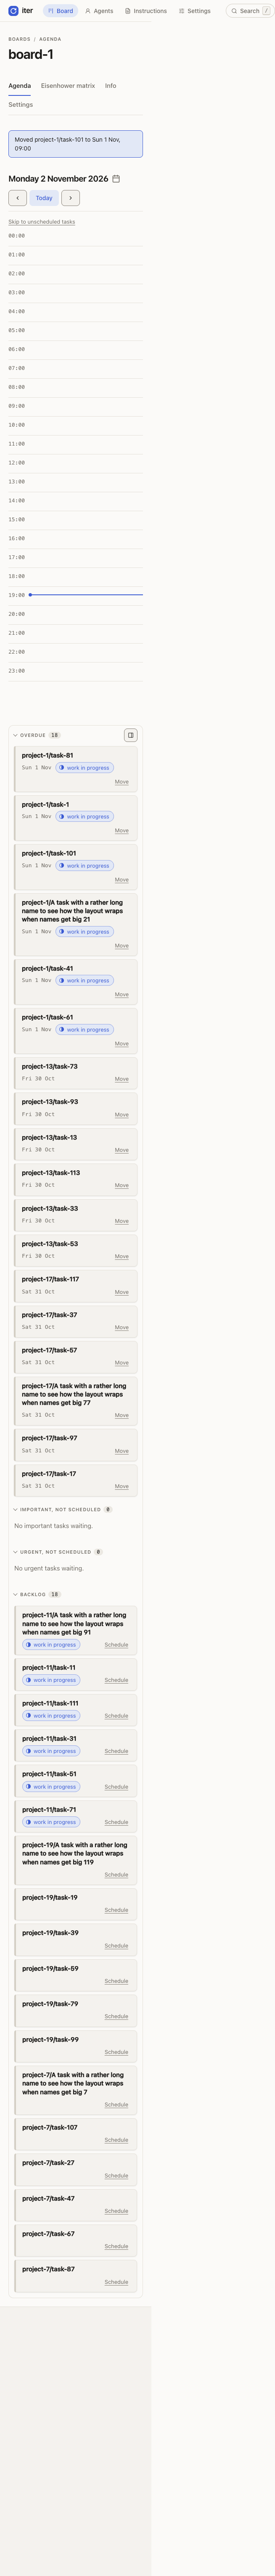 iter Board Agents Instructions Settings Search /
BOARDS / AGENDA
board-1
Agenda Eisenhower matrix Info
Settings
Moved project-1/task-101 to Sun 1 Nov,
09:00
Monday 2 November 2026
‹ Today ›
Skip to unscheduled tasks
00:00
01:00
02:00
03:00
04:00
05:00
06:00
07:00
08:00
09:00
10:00
11:00
12:00
13:00
14:00
15:00
16:00
17:00
18:00
19:00
20:00
21:00
22:00
23:00
OVERDUE 18
project-1/task-81
Sun 1 Nov work in progress
Move
project-1/task-1
Sun 1 Nov work in progress
Move
project-1/task-101
Sun 1 Nov work in progress
Move
project-1/A task with a rather long
name to see how the layout wraps
when names get big 21
Sun 1 Nov work in progress
Move
project-1/task-41
Sun 1 Nov work in progress
Move
project-1/task-61
Sun 1 Nov work in progress
Move
project-13/task-73
Fri 30 Oct Move
project-13/task-93
Fri 30 Oct Move
project-13/task-13
Fri 30 Oct Move
project-13/task-113
Fri 30 Oct Move
project-13/task-33
Fri 30 Oct Move
project-13/task-53
Fri 30 Oct Move
project-17/task-117
Sat 31 Oct Move
project-17/task-37
Sat 31 Oct Move
project-17/task-57
Sat 31 Oct Move
project-17/A task with a rather long
name to see how the layout wraps
when names get big 77
Sat 31 Oct Move
project-17/task-97
Sat 31 Oct Move
project-17/task-17
Sat 31 Oct Move
IMPORTANT, NOT SCHEDULED 0
No important tasks waiting.
URGENT, NOT SCHEDULED 0
No urgent tasks waiting.
BACKLOG 18
project-11/A task with a rather long
name to see how the layout wraps
when names get big 91
work in progress Schedule
project-11/task-11
work in progress Schedule
project-11/task-111
work in progress Schedule
project-11/task-31
work in progress Schedule
project-11/task-51
work in progress Schedule
project-11/task-71
work in progress Schedule
project-19/A task with a rather long
name to see how the layout wraps
when names get big 119
Schedule
project-19/task-19
Schedule
project-19/task-39
Schedule
project-19/task-59
Schedule
project-19/task-79
Schedule
project-19/task-99
Schedule
project-7/A task with a rather long
name to see how the layout wraps
when names get big 7
Schedule
project-7/task-107
Schedule
project-7/task-27
Schedule
project-7/task-47
Schedule
project-7/task-67
Schedule
project-7/task-87
Schedule